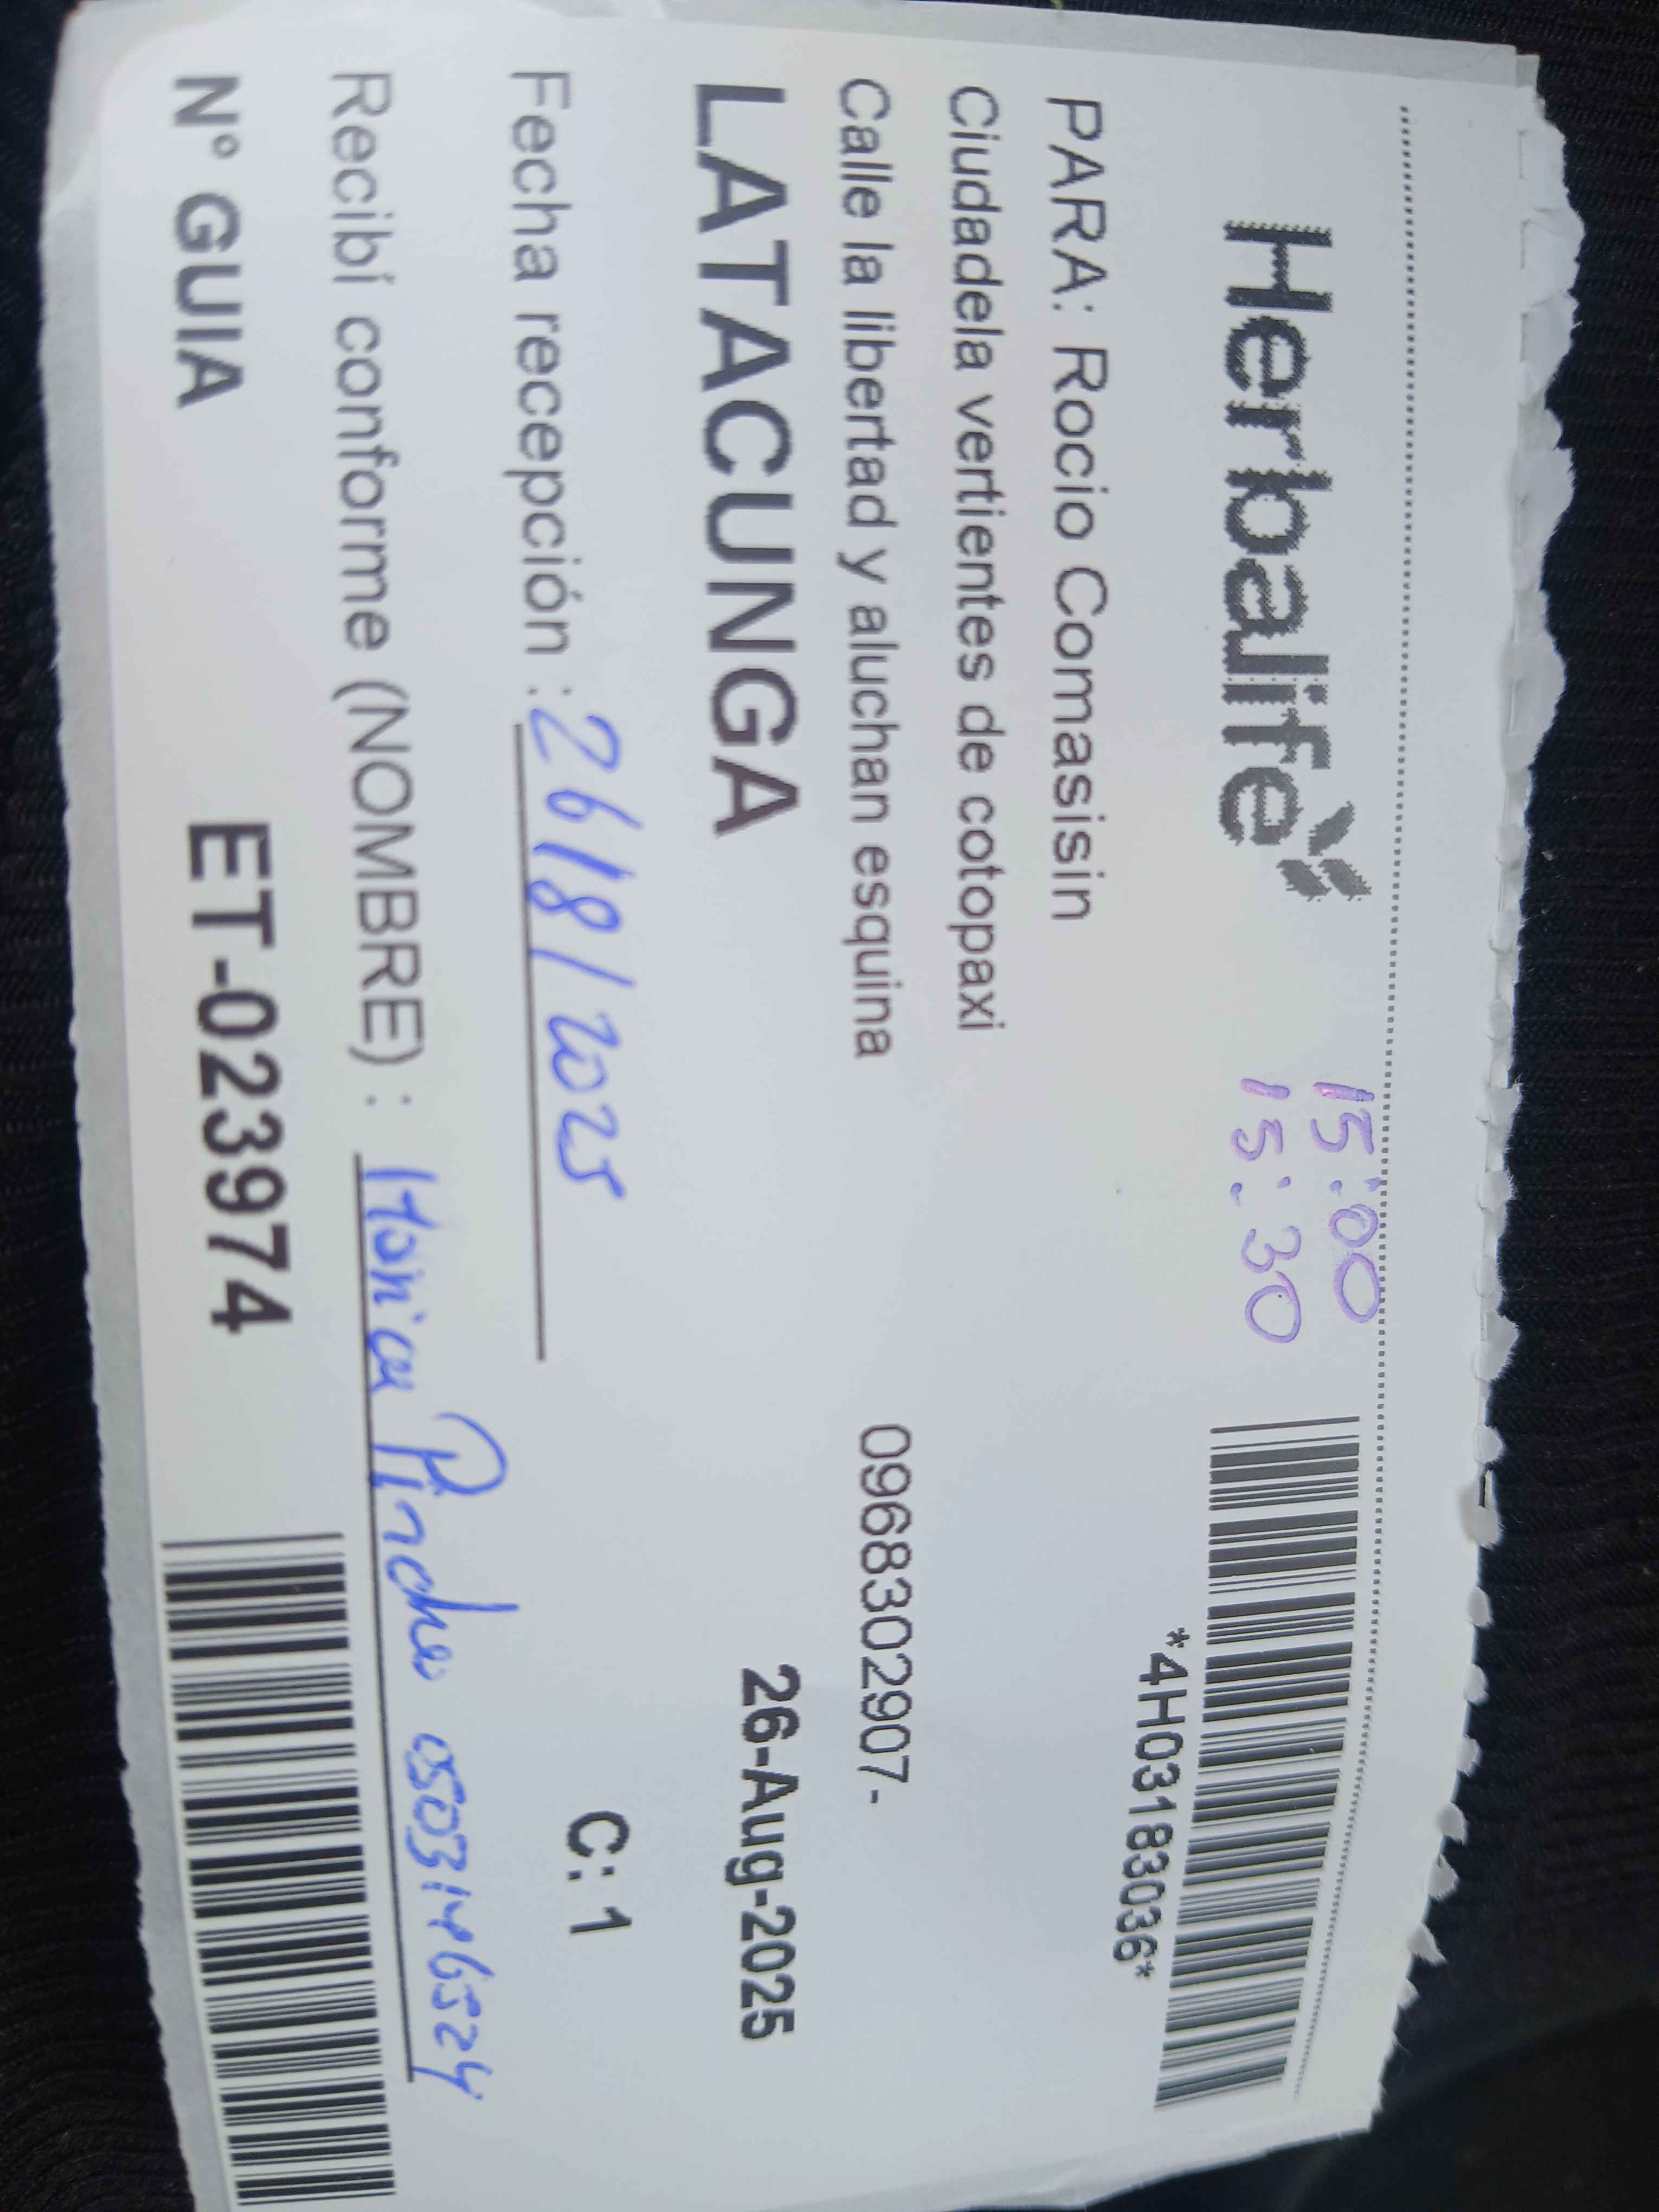 Herbalife
15:00
15:30
*4H03183036*
PARA: Rocio Comasisin
Ciudadela vertientes de cotopaxi
Calle la libertad y aluchan esquina 0968302907-
LATACUNGA 26-Aug-2025
Fecha recepción : 26/8/2025 C: 1
Recibí conforme (NOMBRE) : Monica 
N° GUIA ET-023974